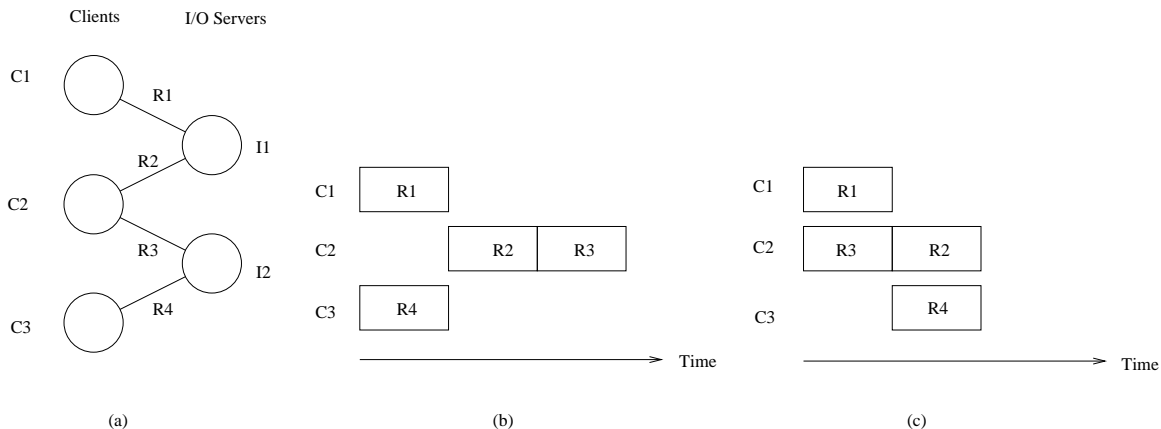 Clients I/O Servers
C1
R1
I1
R2
C2
R3
I2
R4
C3
(a)
C1 R1
C2 R2 R3
C3 R4
Time
(b)
C1 R1
C2 R3 R2
C3 R4
Time
(c)